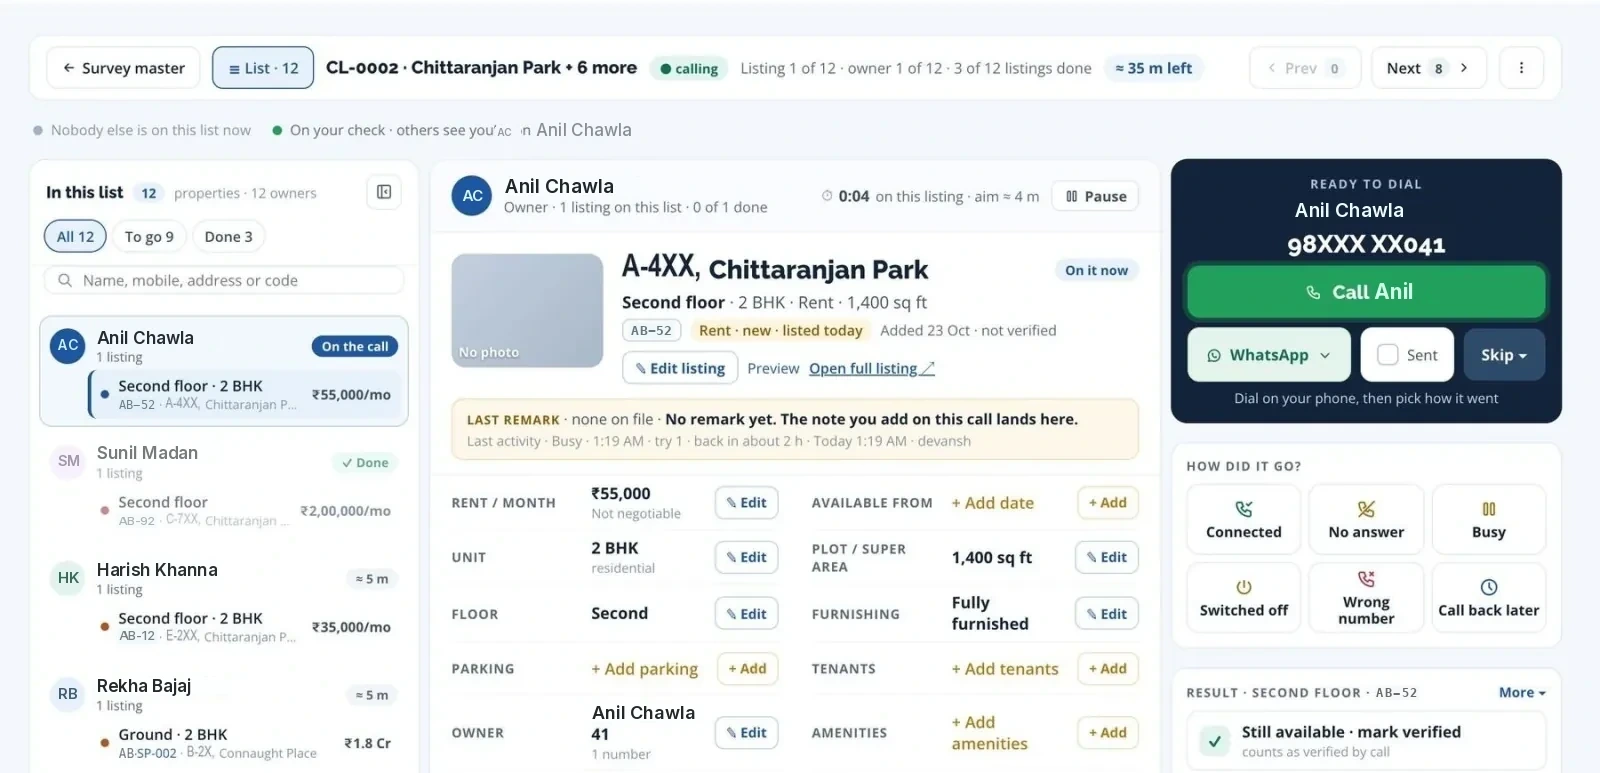 ← Survey master
≡ List · 12
CL-0002 · Chittaranjan Park + 6 more
calling
Listing 1 of 12 · owner 1 of 12 · 3 of 12 listings done
≈ 35 m left
Prev 0
Next 8
Nobody else is on this list now
On your check · others see you'AC n Anil Chawla
In this list 12 properties · 12 owners
All 12
To go 9
Done 3
Name, mobile, address or code
AC
Anil Chawla
1 listing
On the call
Second floor · 2 BHK
AB-52 · A-4XX, Chittaranjan P...
₹55,000/mo
SM
Sunil Madan
1 listing
✓ Done
Second floor
AB-92 · C-7XX, Chittaranjan ...
₹2,00,000/mo
HK
Harish Khanna
1 listing
≈ 5 m
Second floor · 2 BHK
AB-12 · E-2XX, Chittaranjan P...
₹35,000/mo
RB
Rekha Bajaj
1 listing
≈ 5 m
Ground · 2 BHK
AB-SP-002 · B-2X, Connaught Place
₹1.8 Cr
AC
Anil Chawla
Owner · 1 listing on this list · 0 of 1 done
0:04 on this listing · aim ≈ 4 m
Pause
No photo
A-4XX, Chittaranjan Park
On it now
Second floor · 2 BHK · Rent · 1,400 sq ft
AB-52
Rent · new · listed today
Added 23 Oct · not verified
✎ Edit listing
Preview
Open full listing ↗
LAST REMARK · none on file · No remark yet. The note you add on this call lands here.
Last activity · Busy · 1:19 AM · try 1 · back in about 2 h · Today 1:19 AM · devansh
RENT / MONTH
₹55,000
Not negotiable
✎ Edit
AVAILABLE FROM
+ Add date
+ Add
UNIT
2 BHK
residential
✎ Edit
PLOT / SUPER
AREA
1,400 sq ft
✎ Edit
FLOOR
Second
✎ Edit
FURNISHING
Fully
furnished
✎ Edit
PARKING
+ Add parking
+ Add
TENANTS
+ Add tenants
+ Add
OWNER
Anil Chawla
41
1 number
✎ Edit
AMENITIES
+ Add
amenities
+ Add
READY TO DIAL
Anil Chawla
98XXX XX041
Call Anil
WhatsApp
Sent
Skip
Dial on your phone, then pick how it went
HOW DID IT GO?
Connected
No answer
Busy
Switched off
Wrong
number
Call back later
RESULT · SECOND FLOOR · AB-52
More
Still available · mark verified
counts as verified by call